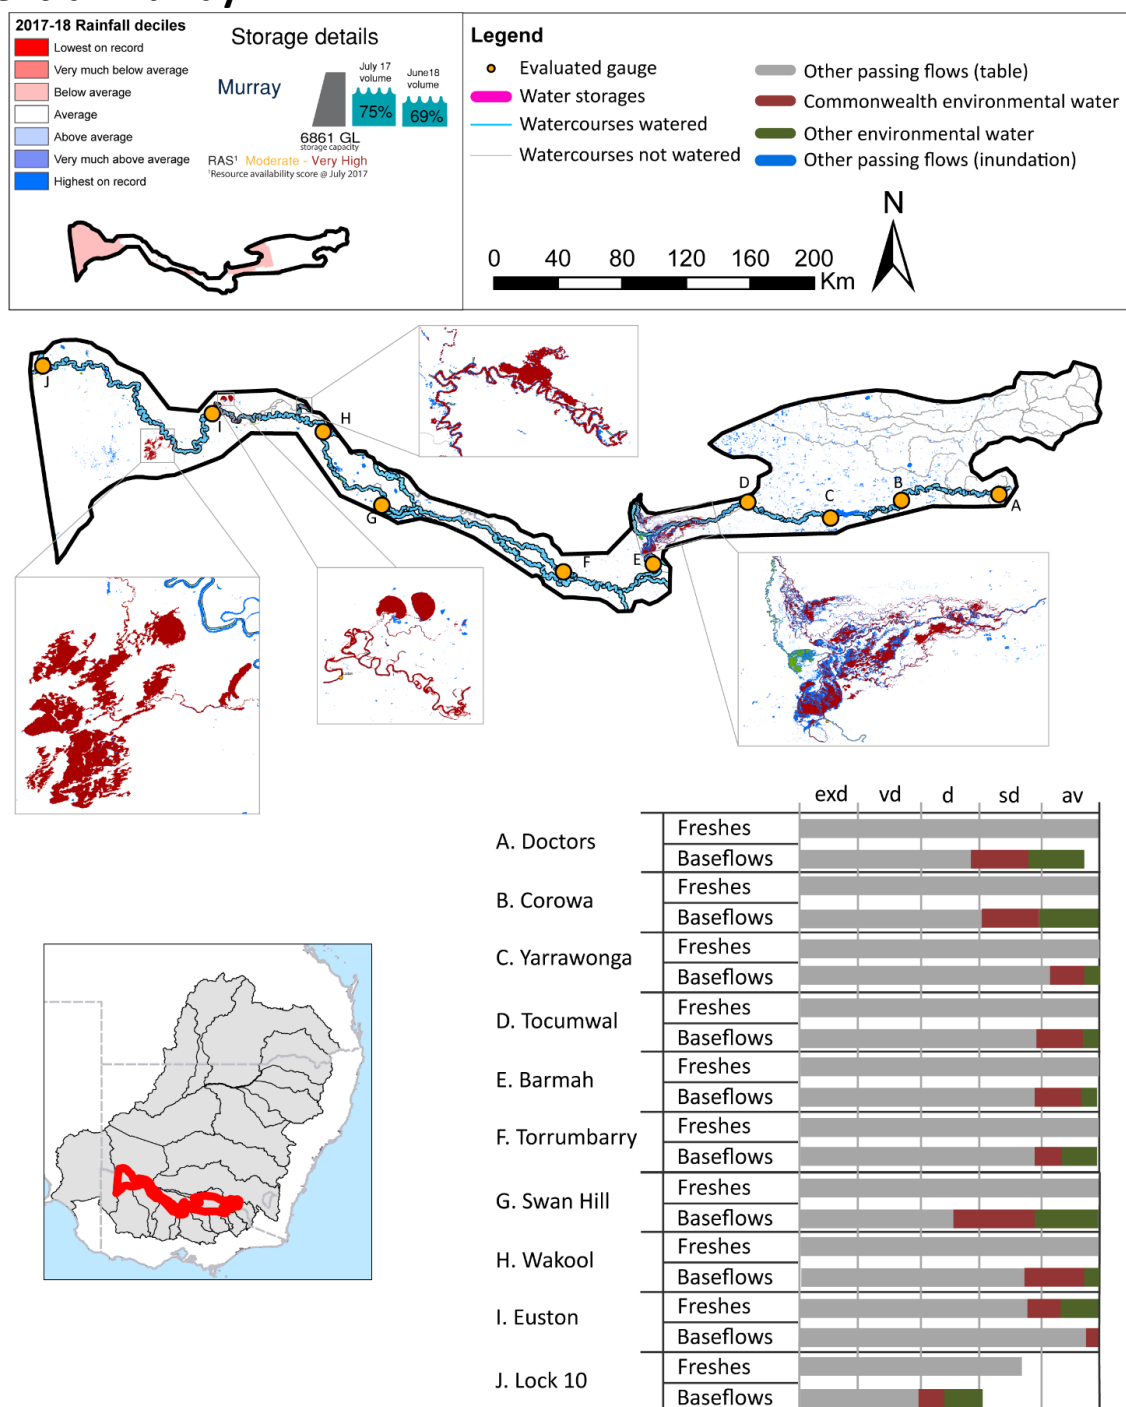 2017-18 Rainfall deciles
Lowest on record
Very much below average
Below average
Average
Above average
Very much above average
Highest on record
Storage details
Murray
July 17
volume
75%
June18
volume
69%
6861 GL
storage capacity
RAS¹ Moderate - Very High
¹Resource availability score @ July 2017
Legend
Evaluated gauge
Water storages
Watercourses watered
Watercourses not watered
Other passing flows (table)
Commonwealth environmental water
Other environmental water
Other passing flows (inundation)
N
0 40 80 120 160 200
Km
J
I
H
G
F
E
D
C
B
A
exd vd d sd av
A. Doctors
Freshes
Baseflows
B. Corowa
Freshes
Baseflows
C. Yarrawonga
Freshes
Baseflows
D. Tocumwal
Freshes
Baseflows
E. Barmah
Freshes
Baseflows
F. Torrumbarry
Freshes
Baseflows
G. Swan Hill
Freshes
Baseflows
H. Wakool
Freshes
Baseflows
I. Euston
Freshes
Baseflows
J. Lock 10
Freshes
Baseflows